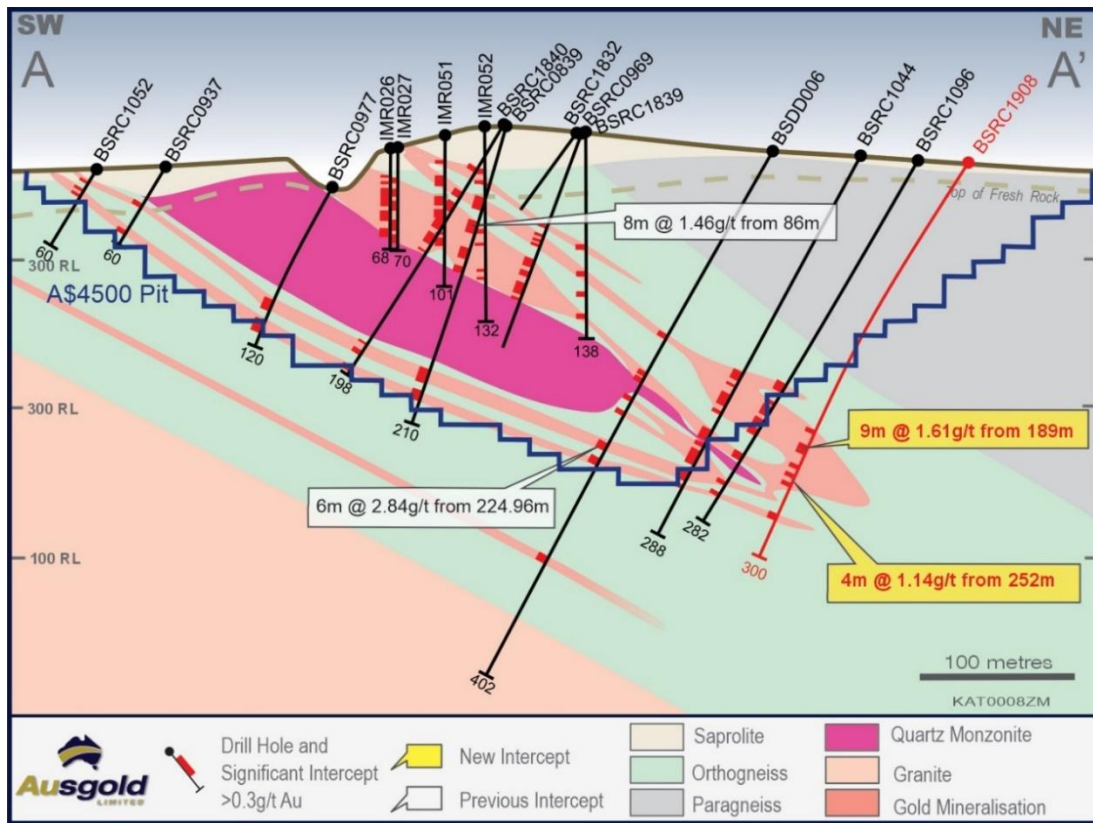 SW
NE
A
A'
BSRC1052
BSRC0937
BSRC0977
IMR026
IMR027
IMR051
IMR052
BSRC1840
BSRC0839
BSRC1832
BSRC0969
BSRC1839
BSDD006
BSRC1044
BSRC1096
BSRC1908
Top of Fresh Rock
8m @ 1.46g/t from 86m
60
60
68
70
300 RL
A$4500 Pit
101
132
138
120
198
210
300 RL
9m @ 1.61g/t from 189m
6m @ 2.84g/t from 224.96m
288
282
100 RL
300
4m @ 1.14g/t from 252m
402
100 metres
KAT0008ZM
Ausgold
LIMITED
Drill Hole and
Significant Intercept
>0.3g/t Au
New Intercept
Previous Intercept
Saprolite
Orthogneiss
Paragneiss
Quartz Monzonite
Granite
Gold Mineralisation